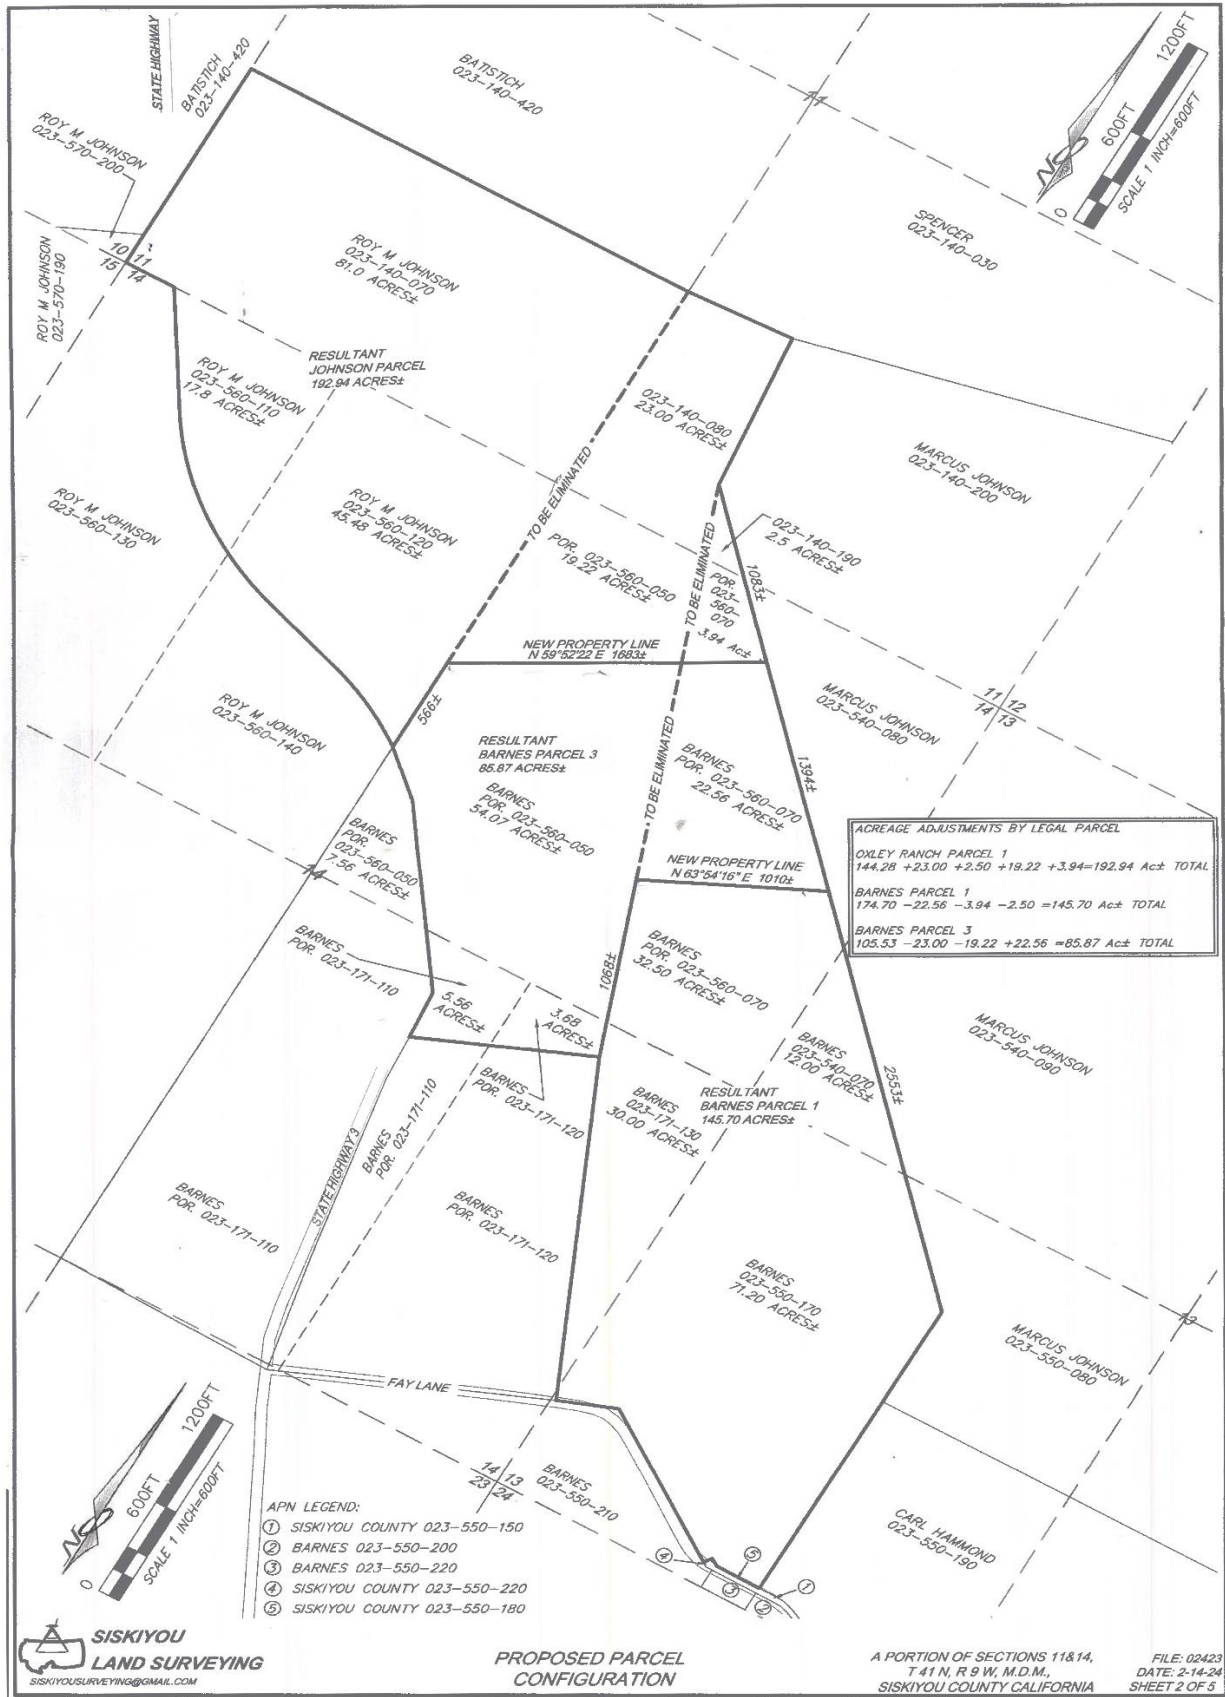 STATE HIGHWAY
BATISTICH
023-140-420
BATISTICH
023-140-420
11
1200FT
600FT
0
SCALE 1 INCH=600FT
ROY M JOHNSON
023-570-200
ROY M JOHNSON
023-570-190
10 11
15 14
SPENCER
023-140-030
ROY M JOHNSON
023-140-070
81.0 ACRES±
RESULTANT
JOHNSON PARCEL
192.94 ACRES±
ROY M JOHNSON
023-560-110
17.8 ACRES±
023-140-080
23.00 ACRES±
TO BE ELIMINATED
MARCUS JOHNSON
023-140-200
ROY M JOHNSON
023-560-130
ROY M JOHNSON
023-560-120
45.48 ACRES±
POR. 023-560-050
19.22 ACRES±
TO BE ELIMINATED
023-140-190
2.5 ACRES±
1083±
POR.
023-
560-
070
3.94 Ac±
NEW PROPERTY LINE
N 59°52'22 E 1683±
566±
ROY M JOHNSON
023-560-140
MARCUS JOHNSON
023-540-080
11 12
14 13
RESULTANT
BARNES PARCEL 3
85.87 ACRES±
TO BE ELIMINATED
BARNES
POR. 023-560-070
22.56 ACRES±
1394±
BARNES
POR. 023-560-050
54.07 ACRES±
BARNES
POR.
023-560-050
7.56 ACRES±
14
NEW PROPERTY LINE
N 63°54'16" E 1010±
ACREAGE ADJUSTMENTS BY LEGAL PARCEL
OXLEY RANCH PARCEL 1
144.28 +23.00 +2.50 +19.22 +3.94=192.94 Ac± TOTAL
BARNES PARCEL 1
174.70 -22.56 -3.94 -2.50 =145.70 Ac± TOTAL
BARNES PARCEL 3
105.53 -23.00 -19.22 +22.56 =85.87 Ac± TOTAL
BARNES
POR. 023-171-110
5.56
ACRES±
3.68
ACRES±
1068±
BARNES
POR. 023-560-070
32.50 ACRES±
BARNES
023-540-070
12.00 ACRES±
MARCUS JOHNSON
023-540-090
2553±
BARNES
POR. 023-171-120
BARNES
POR. 023-171-110
BARNES
023-171-130
30.00 ACRES±
RESULTANT
BARNES PARCEL 1
145.70 ACRES±
STATE HIGHWAY 3
BARNES
POR. 023-171-110
BARNES
POR. 023-171-120
BARNES
023-550-170
71.20 ACRES±
13
MARCUS JOHNSON
023-550-080
FAY LANE
1200FT
600FT
0
SCALE 1 INCH=600FT
14 13
23 24
BARNES
023-550-210
CARL HAMMOND
023-550-190
4
5
3
2
1
APN LEGEND:
1 SISKIYOU COUNTY 023-550-150
2 BARNES 023-550-200
3 BARNES 023-550-220
4 SISKIYOU COUNTY 023-550-220
5 SISKIYOU COUNTY 023-550-180
SISKIYOU
LAND SURVEYING
SISKIYOUSURVEYING@GMAIL.COM
PROPOSED PARCEL
CONFIGURATION
A PORTION OF SECTIONS 11&14,
T 41 N, R 9 W, M.D.M.,
SISKIYOU COUNTY CALIFORNIA
FILE: 02423
DATE: 2-14-24
SHEET 2 OF 5